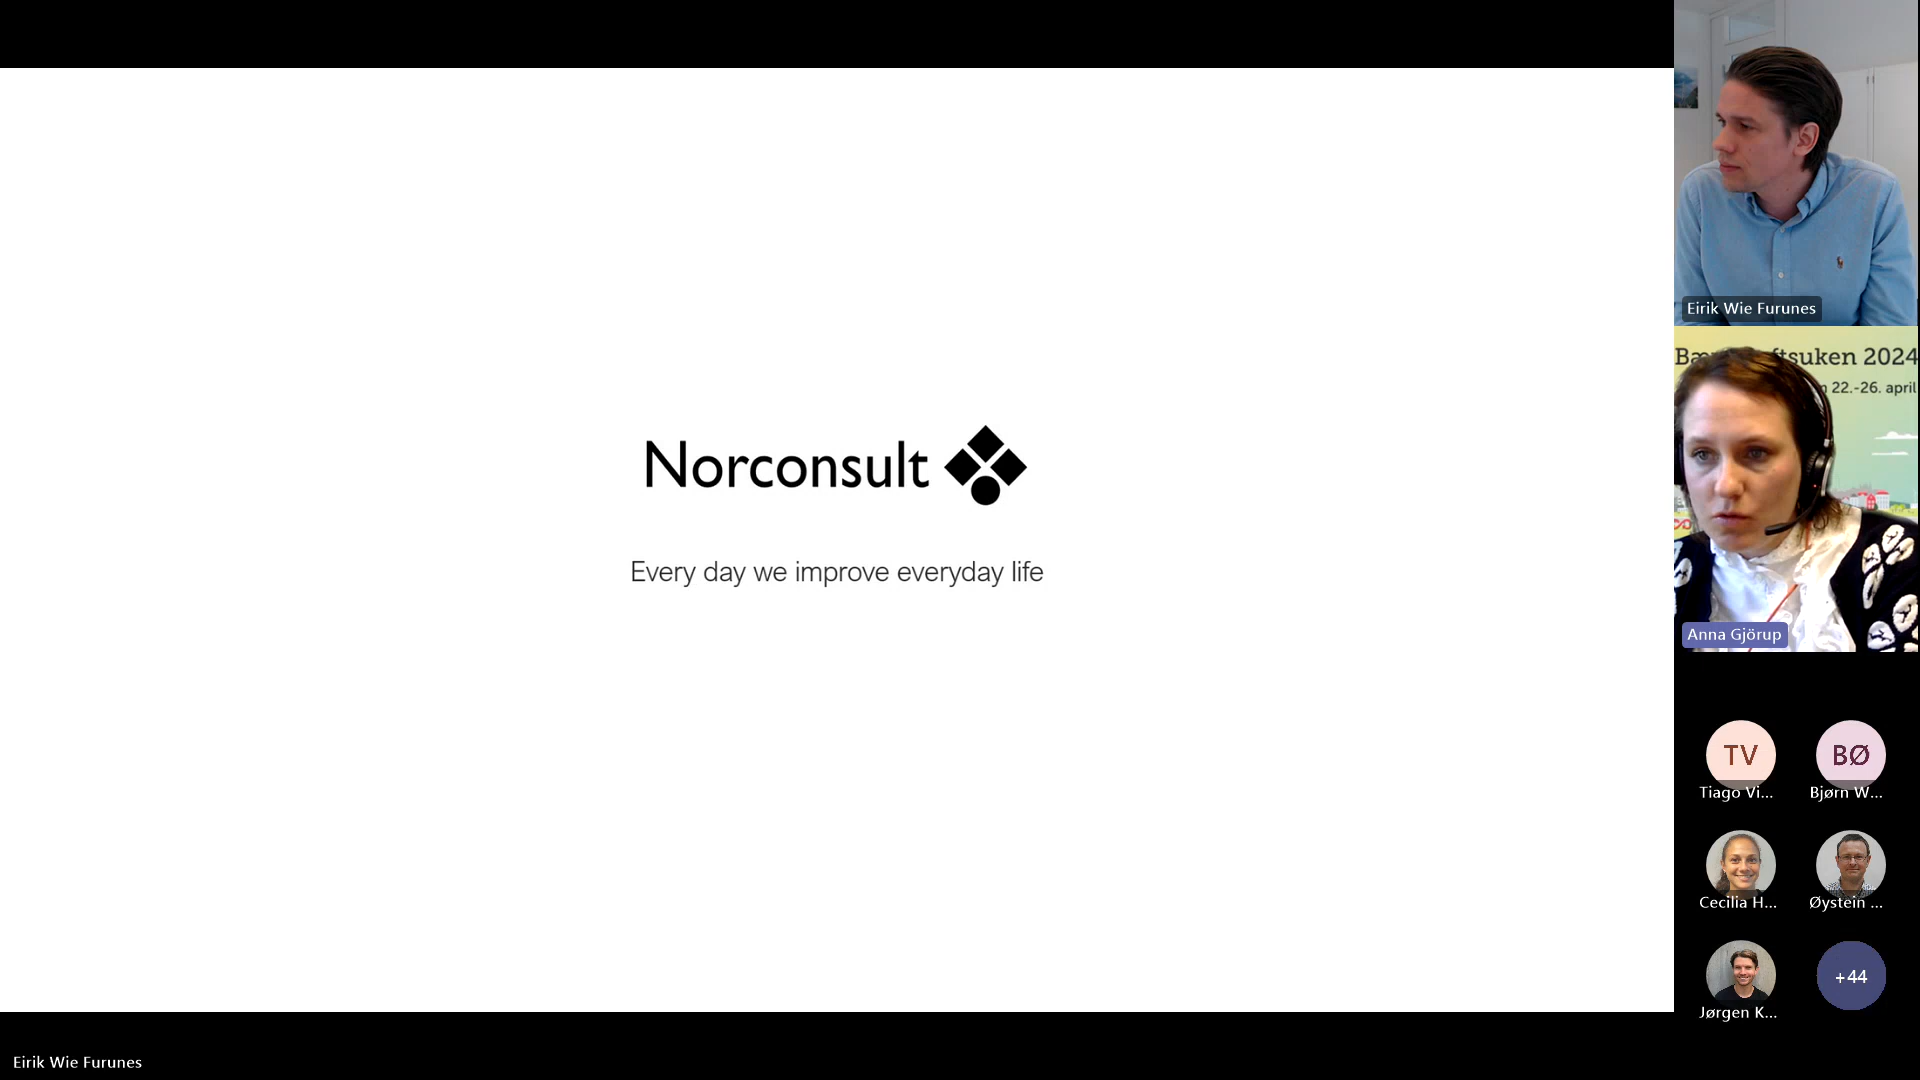 Norconsult
Every day we improve everyday life
Eirik Wie Furunes
ftsuken 2024
22.-26. april
Anna Gjörup
TV
BØ
Tiago Vi...
Bjørn W...
Cecilia H...
Øystein ...
+44
Jørgen K...
Eirik Wie Furunes